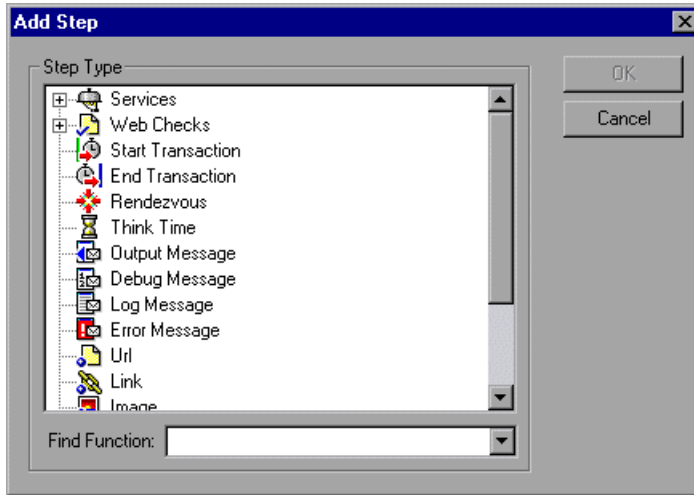 Add Step
Step Type
OK
Cancel
Services
Web Checks
Start Transaction
End Transaction
Rendezvous
Think Time
Output Message
Debug Message
Log Message
Error Message
Url
Link
Image
Find Function: